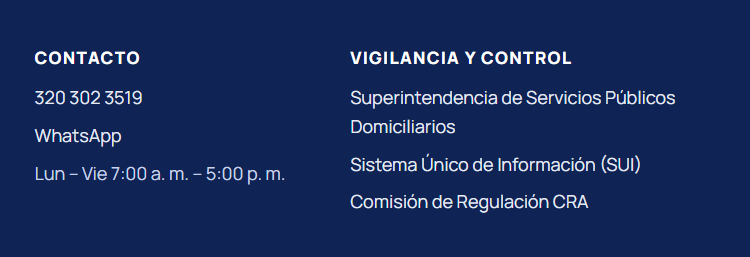 CONTACTO
320 302 3519
WhatsApp
Lun – Vie 7:00 a. m. – 5:00 p. m.
VIGILANCIA Y CONTROL
Superintendencia de Servicios Públicos
Domiciliarios
Sistema Único de Información (SUI)
Comisión de Regulación CRA